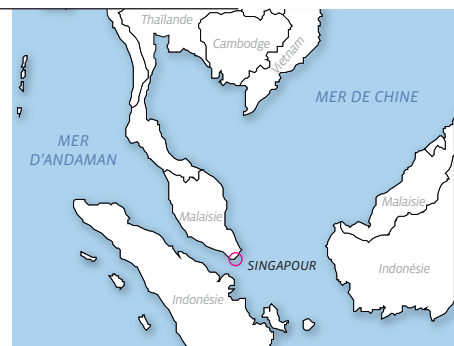 Thaïlande
Cambodge
Vietnam
MER DE CHINE
MER
D'ANDAMAN
Malaisie
Malaisie
SINGAPOUR
Indonésie
Indonésie